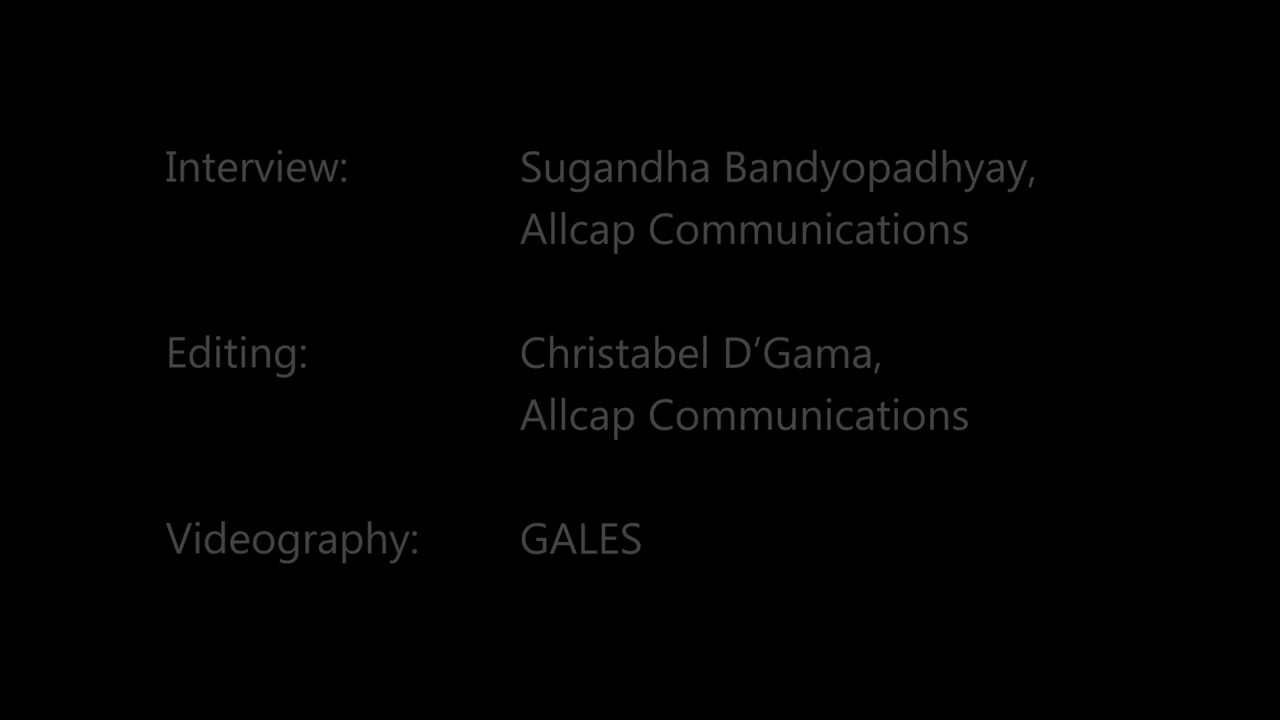 Interview: Sugandha Bandyopadhyay,
Allcap Communications
Editing: Christabel D’Gama,
Allcap Communications
Videography: GALES